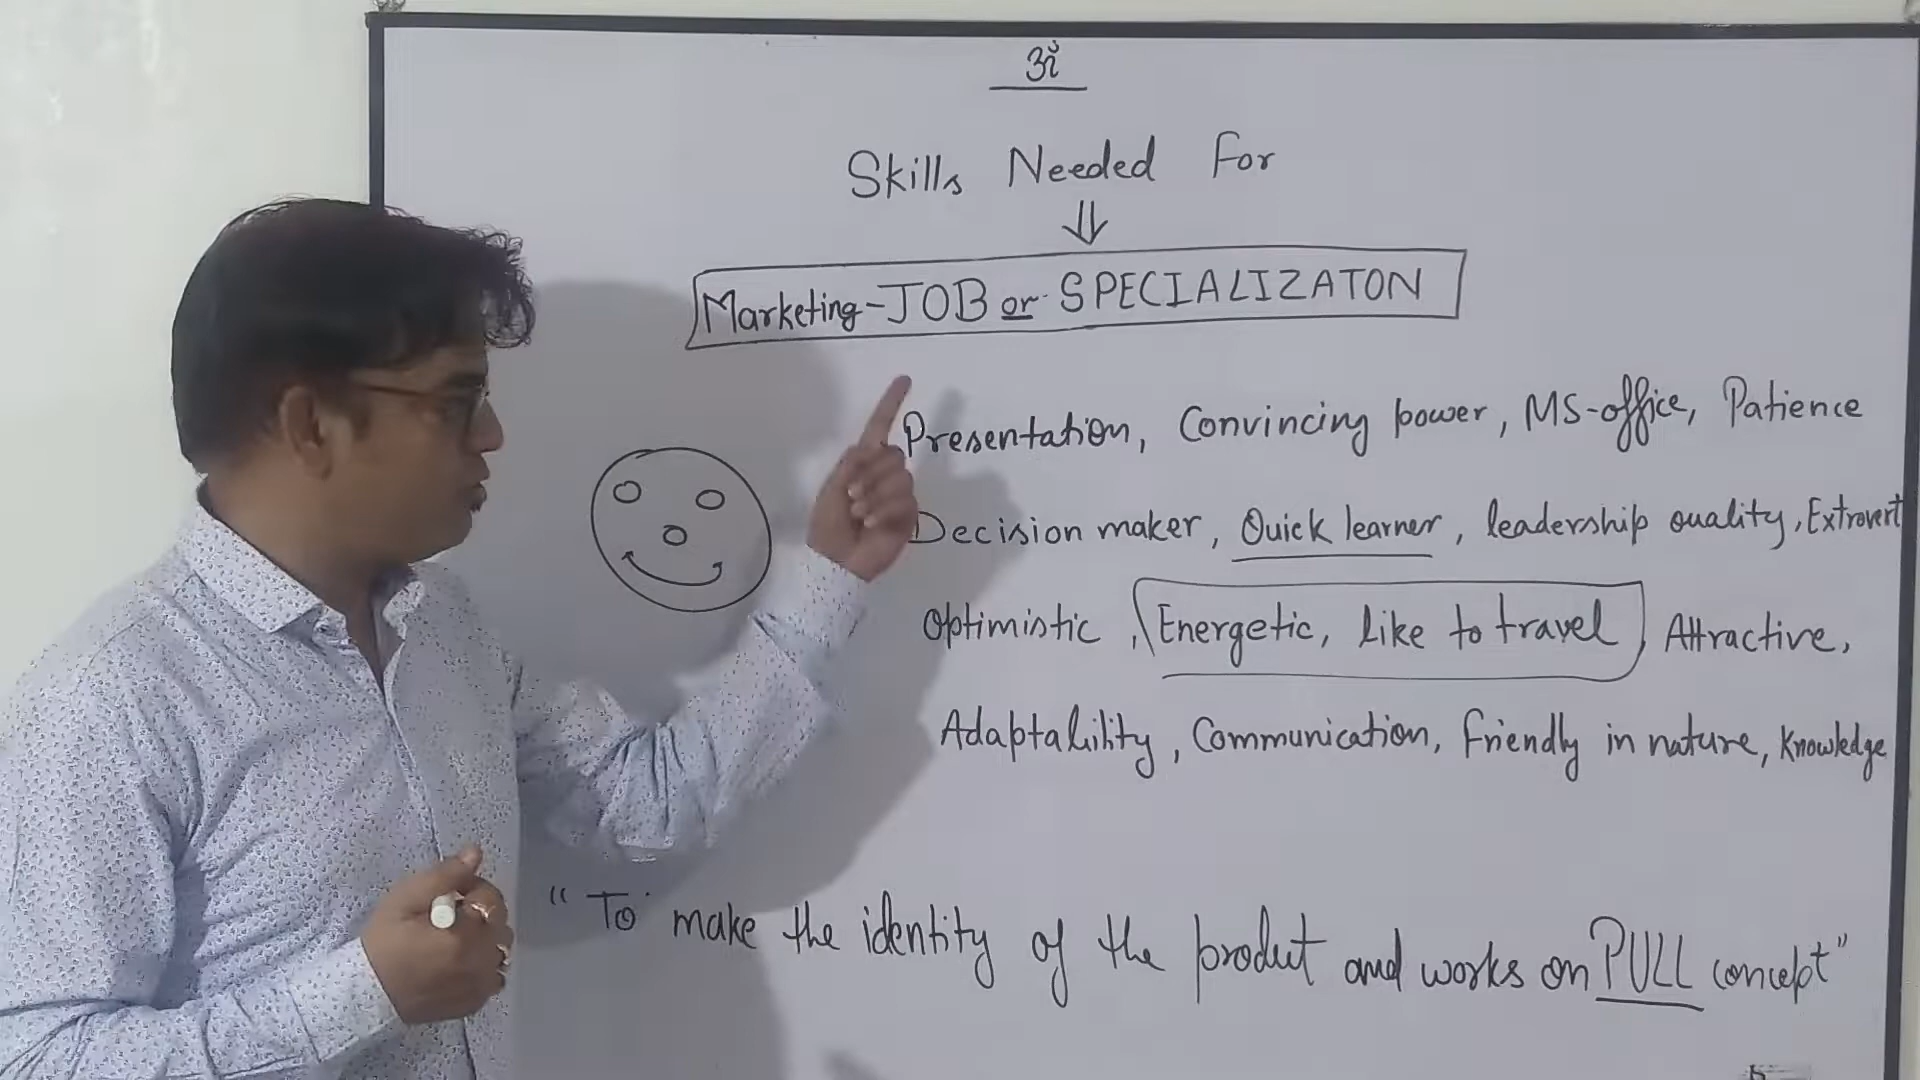 ॐ
Skills Needed For
⇓
Marketing-JOB or SPECIALIZATON
Presentation, Convincing power, MS-office, Patience
Decision maker, Quick learner, leadership quality, Extrovert
Optimistic, Energetic, like to travel, Attractive,
Adaptability, Communication, Friendly in nature, Knowledge
"To make the identity of the product and works on PULL concept"